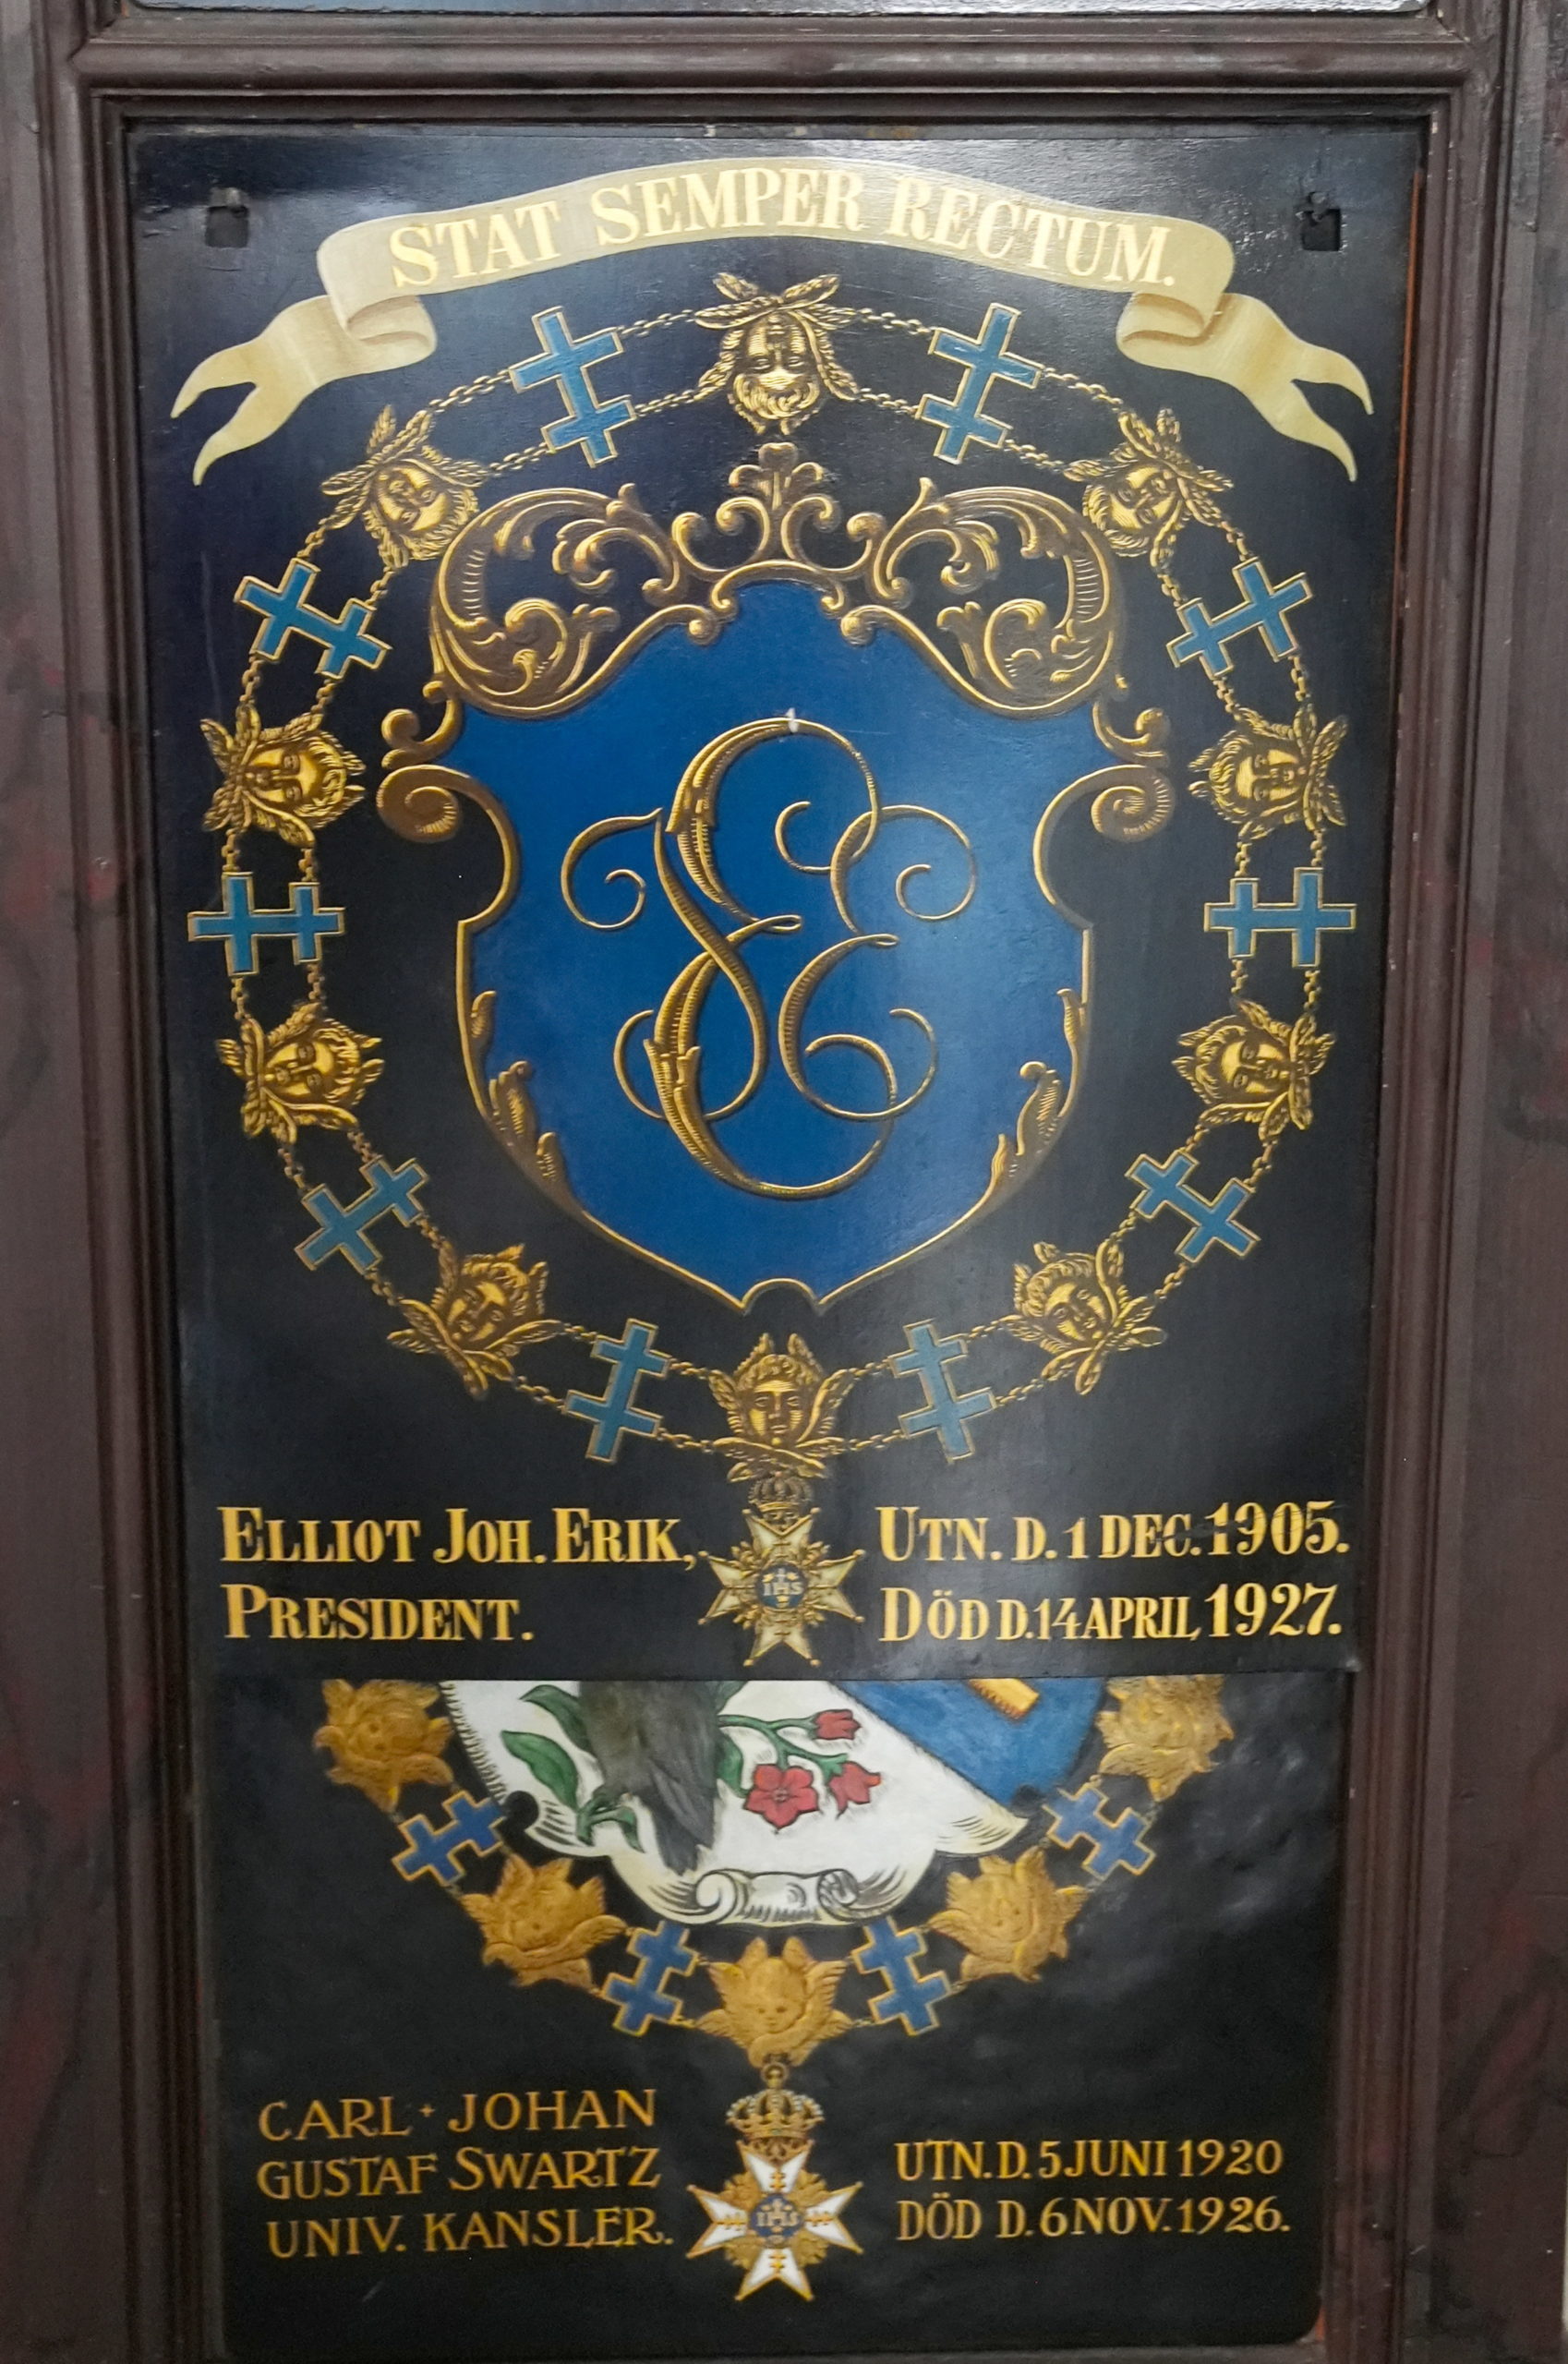 STAT SEMPER RECTUM.
ELLIOT JOH. ERIK,
PRESIDENT.
UTN. D. 1 DEC. 1905.
DÖD D. 14 APRIL, 1927.
IHS
CARL · JOHAN
GUSTAF SWARTZ
UNIV. KANSLER.
UTN. D. 5 JUNI 1920
DÖD D. 6 NOV. 1926.
IHS